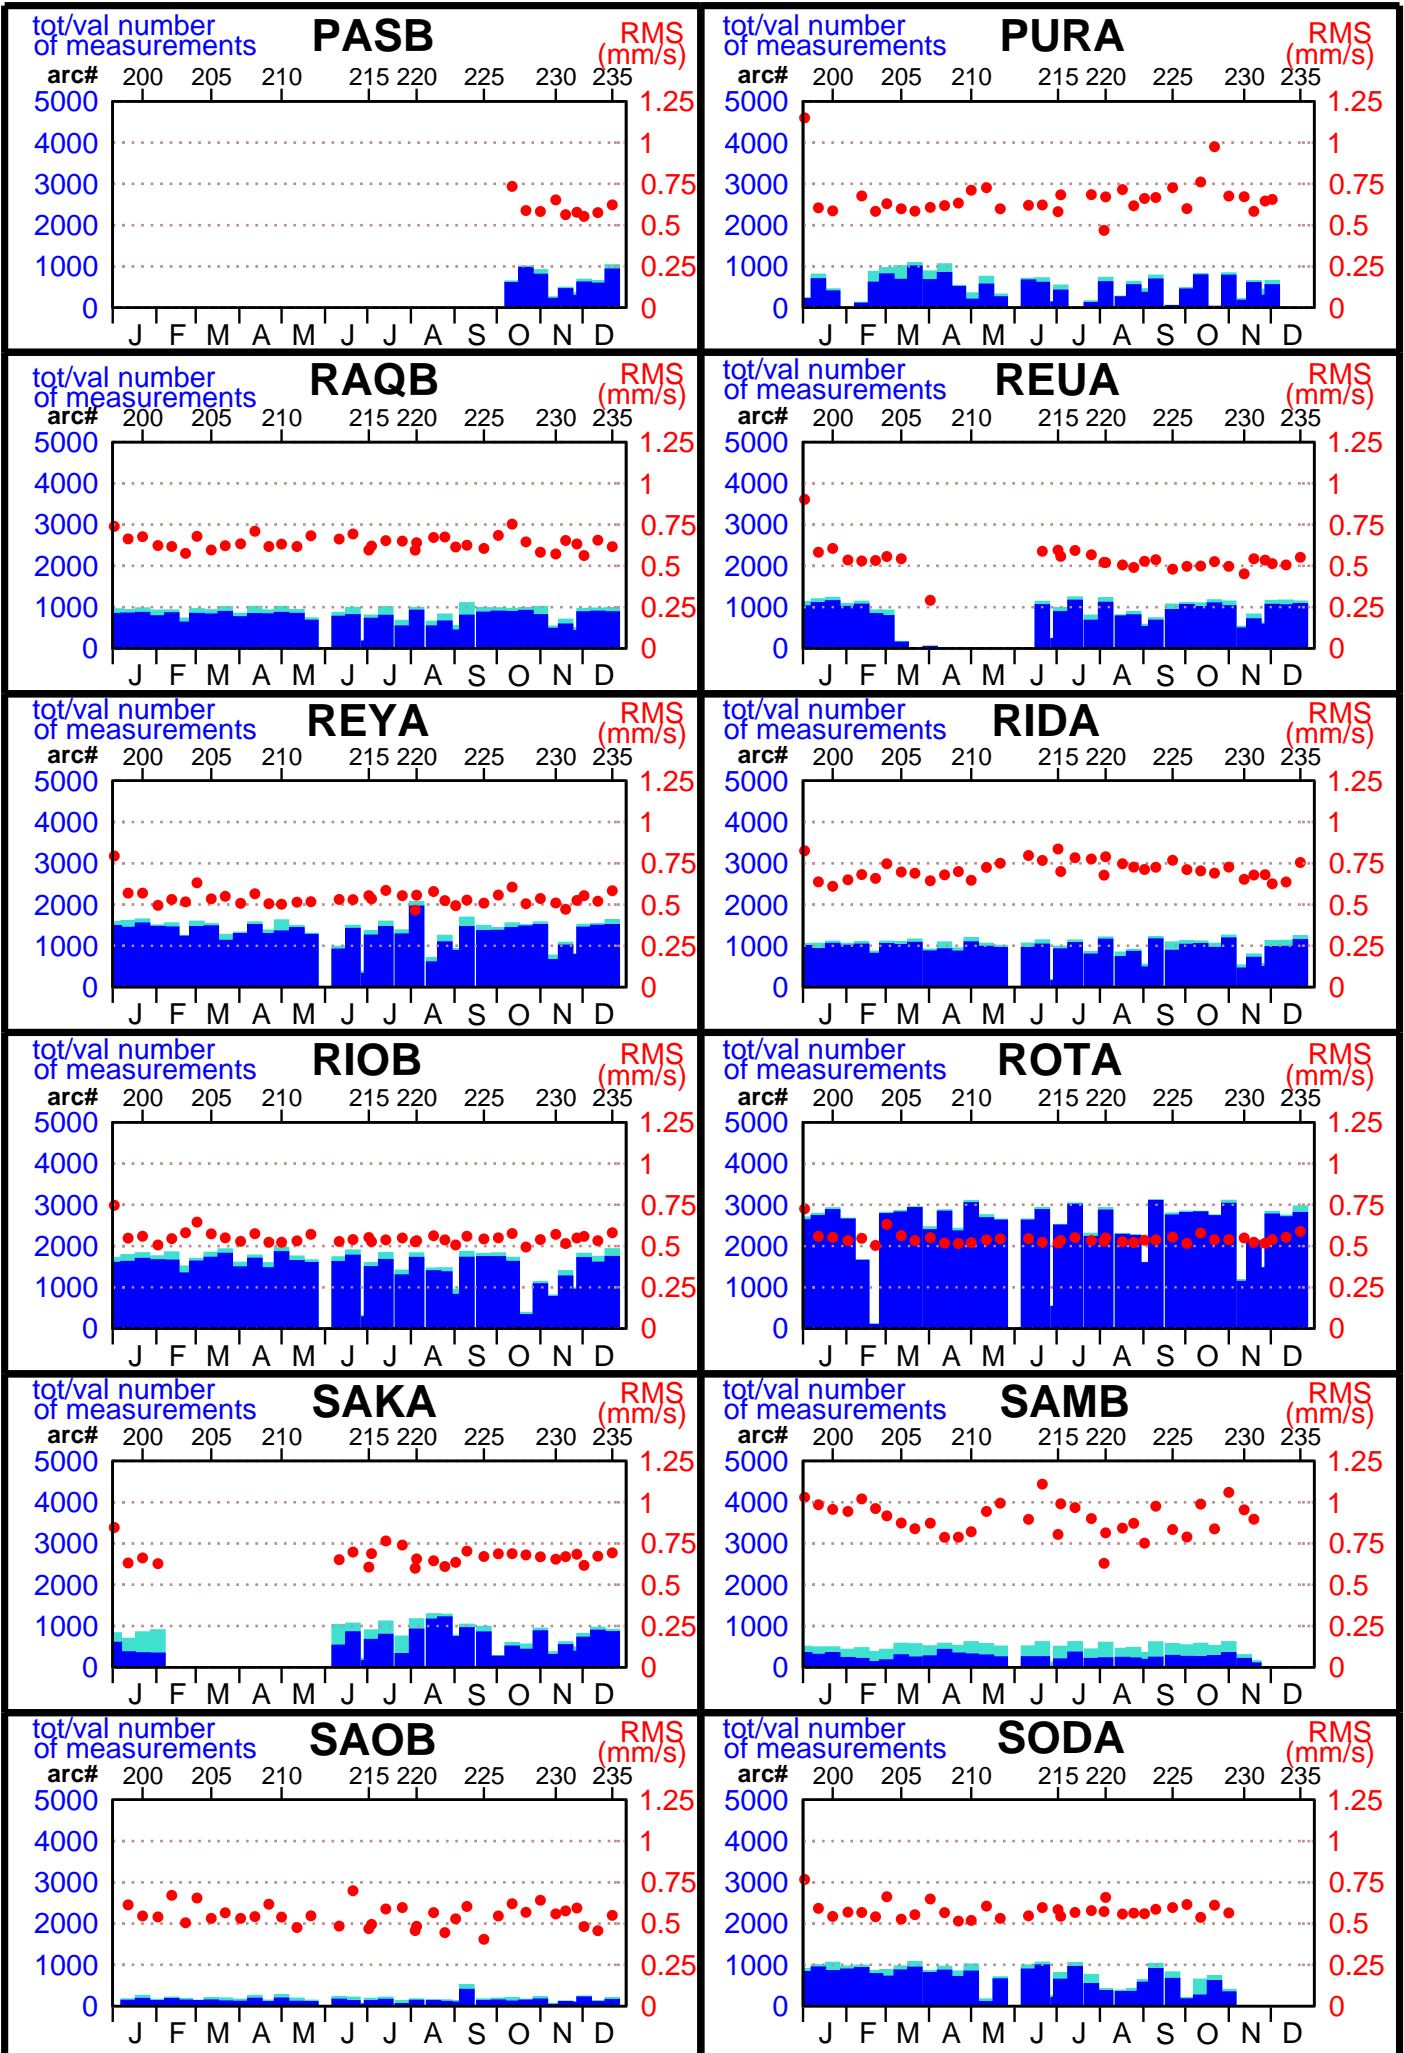 tot/val number PASB RMS
of measurements (mm/s)
arc# 200 205 210 215 220 225 230 235
5000 1.25
4000 1
3000 0.75
2000 0.5
1000 0.25
0 0
J F M A M J J A S O N D
tot/val number PURA RMS
of measurements (mm/s)
arc# 200 205 210 215 220 225 230 235
5000 1.25
4000 1
3000 0.75
2000 0.5
1000 0.25
0 0
J F M A M J J A S O N D
tot/val number RAQB RMS
of measurements (mm/s)
arc# 200 205 210 215 220 225 230 235
5000 1.25
4000 1
3000 0.75
2000 0.5
1000 0.25
0 0
J F M A M J J A S O N D
tot/val number REUA RMS
of measurements (mm/s)
arc# 200 205 210 215 220 225 230 235
5000 1.25
4000 1
3000 0.75
2000 0.5
1000 0.25
0 0
J F M A M J J A S O N D
tot/val number REYA RMS
of measurements (mm/s)
arc# 200 205 210 215 220 225 230 235
5000 1.25
4000 1
3000 0.75
2000 0.5
1000 0.25
0 0
J F M A M J J A S O N D
tot/val number RIDA RMS
of measurements (mm/s)
arc# 200 205 210 215 220 225 230 235
5000 1.25
4000 1
3000 0.75
2000 0.5
1000 0.25
0 0
J F M A M J J A S O N D
tot/val number RIOB RMS
of measurements (mm/s)
arc# 200 205 210 215 220 225 230 235
5000 1.25
4000 1
3000 0.75
2000 0.5
1000 0.25
0 0
J F M A M J J A S O N D
tot/val number ROTA RMS
of measurements (mm/s)
arc# 200 205 210 215 220 225 230 235
5000 1.25
4000 1
3000 0.75
2000 0.5
1000 0.25
0 0
J F M A M J J A S O N D
tot/val number SAKA RMS
of measurements (mm/s)
arc# 200 205 210 215 220 225 230 235
5000 1.25
4000 1
3000 0.75
2000 0.5
1000 0.25
0 0
J F M A M J J A S O N D
tot/val number SAMB RMS
of measurements (mm/s)
arc# 200 205 210 215 220 225 230 235
5000 1.25
4000 1
3000 0.75
2000 0.5
1000 0.25
0 0
J F M A M J J A S O N D
tot/val number SAOB RMS
of measurements (mm/s)
arc# 200 205 210 215 220 225 230 235
5000 1.25
4000 1
3000 0.75
2000 0.5
1000 0.25
0 0
J F M A M J J A S O N D
tot/val number SODA RMS
of measurements (mm/s)
arc# 200 205 210 215 220 225 230 235
5000 1.25
4000 1
3000 0.75
2000 0.5
1000 0.25
0 0
J F M A M J J A S O N D